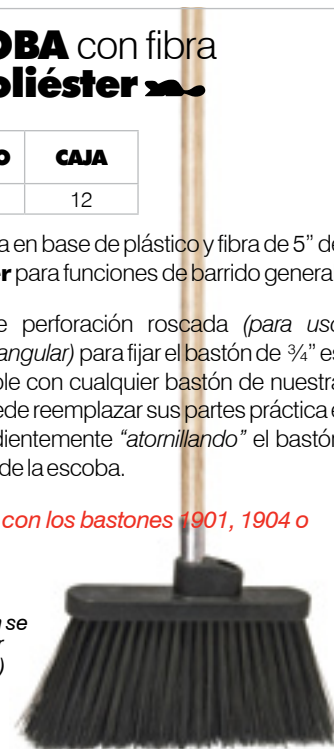 OBA con fibra
oliéster
O CAJA
12
a en base de plástico y fibra de 5” de
r para funciones de barrido genera
e perforación roscada (para uso
angular) para fijar el bastón de ¾” es
ble con cualquier bastón de nuestra
ede reemplazar sus partes práctica e
dientemente “atornillando” el bastón
de la escoba.
con los bastones 1901, 1904 o
n se
r
)